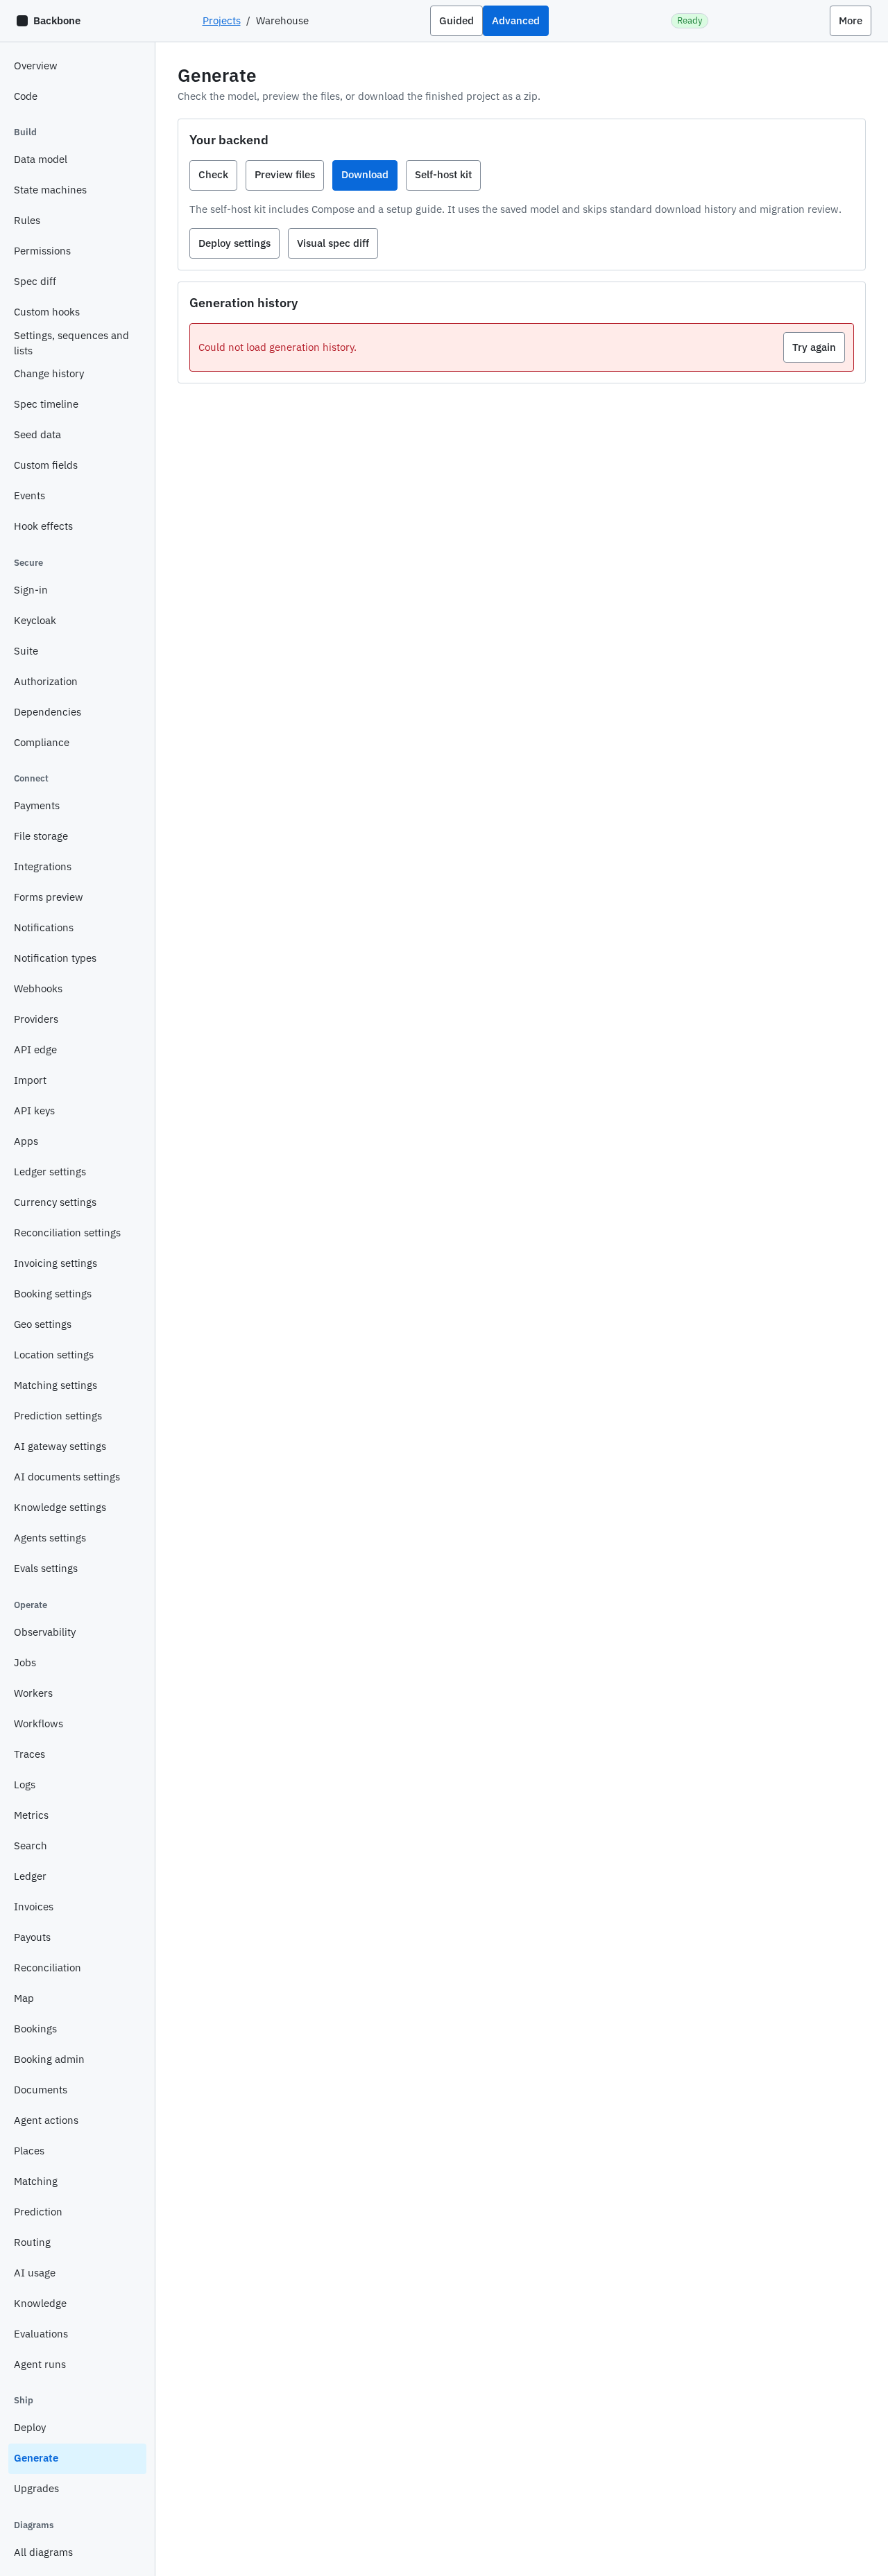 Backbone
Projects / Warehouse
Guided
Advanced
Ready
More
Overview
Code
Build
Data model
State machines
Rules
Permissions
Spec diff
Custom hooks
Settings, sequences and
lists
Change history
Spec timeline
Seed data
Custom fields
Events
Hook effects
Secure
Sign-in
Keycloak
Suite
Authorization
Dependencies
Compliance
Connect
Payments
File storage
Integrations
Forms preview
Notifications
Notification types
Webhooks
Providers
API edge
Import
API keys
Apps
Ledger settings
Currency settings
Reconciliation settings
Invoicing settings
Booking settings
Geo settings
Location settings
Matching settings
Prediction settings
AI gateway settings
AI documents settings
Knowledge settings
Agents settings
Evals settings
Operate
Observability
Jobs
Workers
Workflows
Traces
Logs
Metrics
Search
Ledger
Invoices
Payouts
Reconciliation
Map
Bookings
Booking admin
Documents
Agent actions
Places
Matching
Prediction
Routing
AI usage
Knowledge
Evaluations
Agent runs
Ship
Deploy
Generate
Upgrades
Diagrams
All diagrams
Generate
Check the model, preview the files, or download the finished project as a zip.
Your backend
Check
Preview files
Download
Self-host kit
The self-host kit includes Compose and a setup guide. It uses the saved model and skips standard download history and migration review.
Deploy settings
Visual spec diff
Generation history
Could not load generation history.
Try again